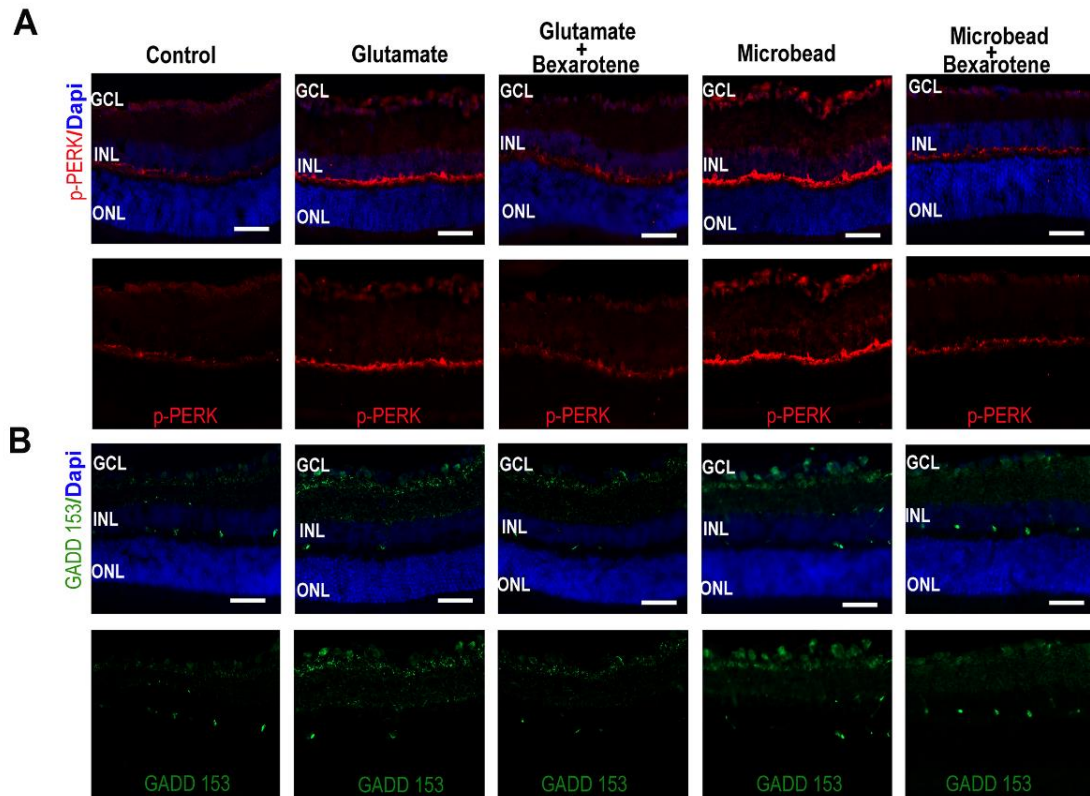 A
Control
Glutamate
Glutamate
+
Bexarotene
Microbead
Microbead
+
Bexarotene
p-PERK/Dapi
GCL
INL
ONL
GCL
INL
ONL
GCL
INL
ONL
GCL
INL
ONL
GCL
INL
ONL
p-PERK
p-PERK
p-PERK
p-PERK
p-PERK
B
GADD 153/Dapi
GCL
INL
ONL
GCL
INL
ONL
GCL
INL
ONL
GCL
INL
ONL
GCL
INL
ONL
GADD 153
GADD 153
GADD 153
GADD 153
GADD 153